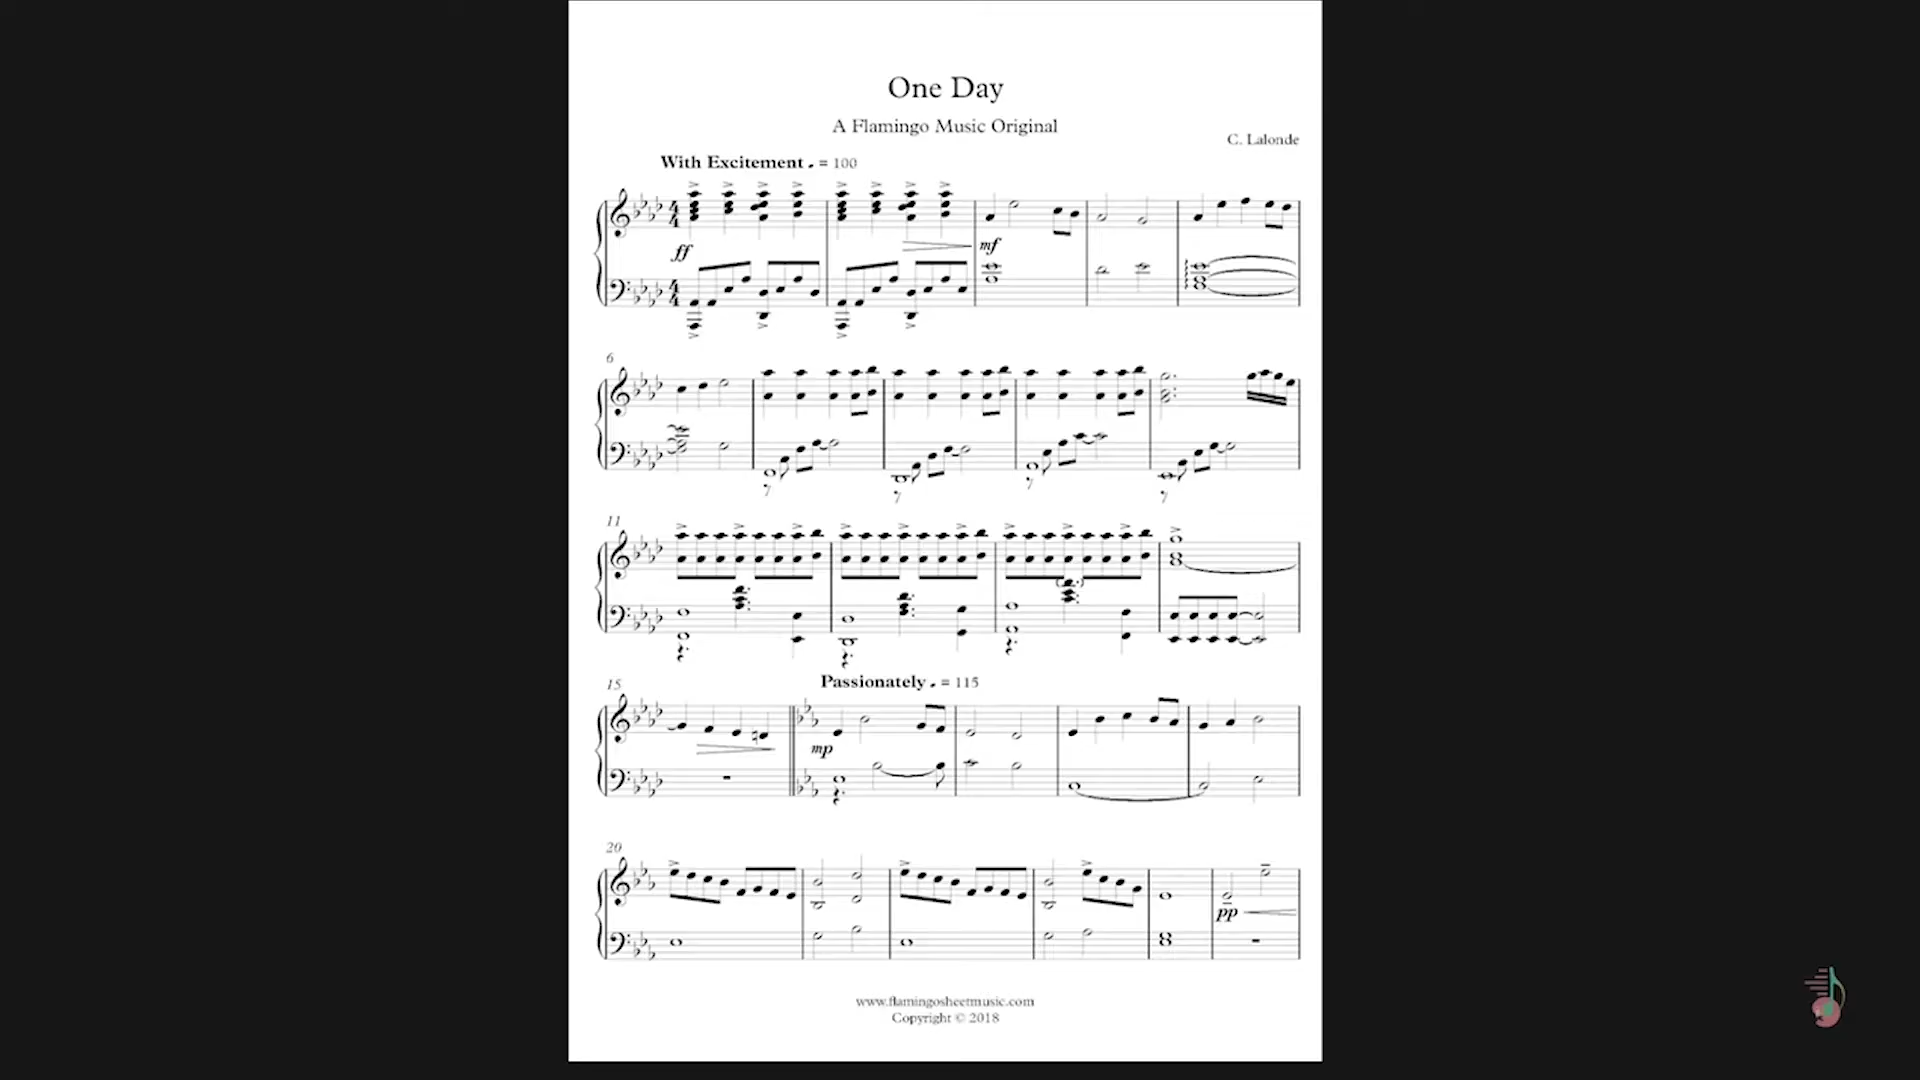 One Day
A Flamingo Music Original
C. Lalonde
With Excitement ♩ = 100
ff
mf
6
11
15
Passionately ♩ = 115
mp
20
pp
www.flamingosheetmusic.com
Copyright © 2018